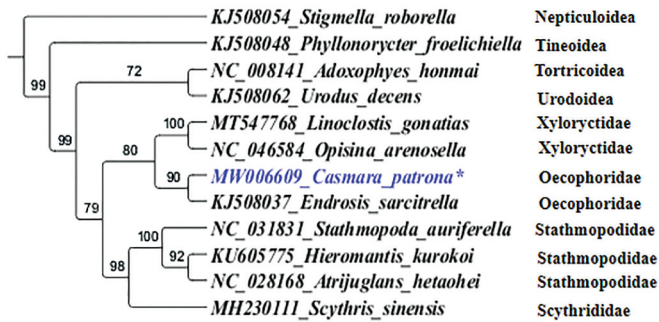 KJ508054_Stigmella_roborella Nepticuloidea
KJ508048_Phyllonorycter_froelichiella Tineoidea
99
72 NC_008141_Adoxophyes_honmai Tortricoidea
KJ508062_Urodus_decens Urodoidea
99
100 MT547768_Linoclostis_gonatias Xyloryctidae
80 NC_046584_Opisina_arenosella Xyloryctidae
90 MW006609_Casmara_patrona* Oecophoridae
KJ508037_Endrosis_sarcitrella Oecophoridae
79
100 NC_031831_Stathmopoda_auriferella Stathmopodidae
92 KU605775_Hieromantis_kurokoi Stathmopodidae
98 NC_028168_Atrijuglans_hetaohei Stathmopodidae
MH230111_Scythris_sinensis Scythrididae